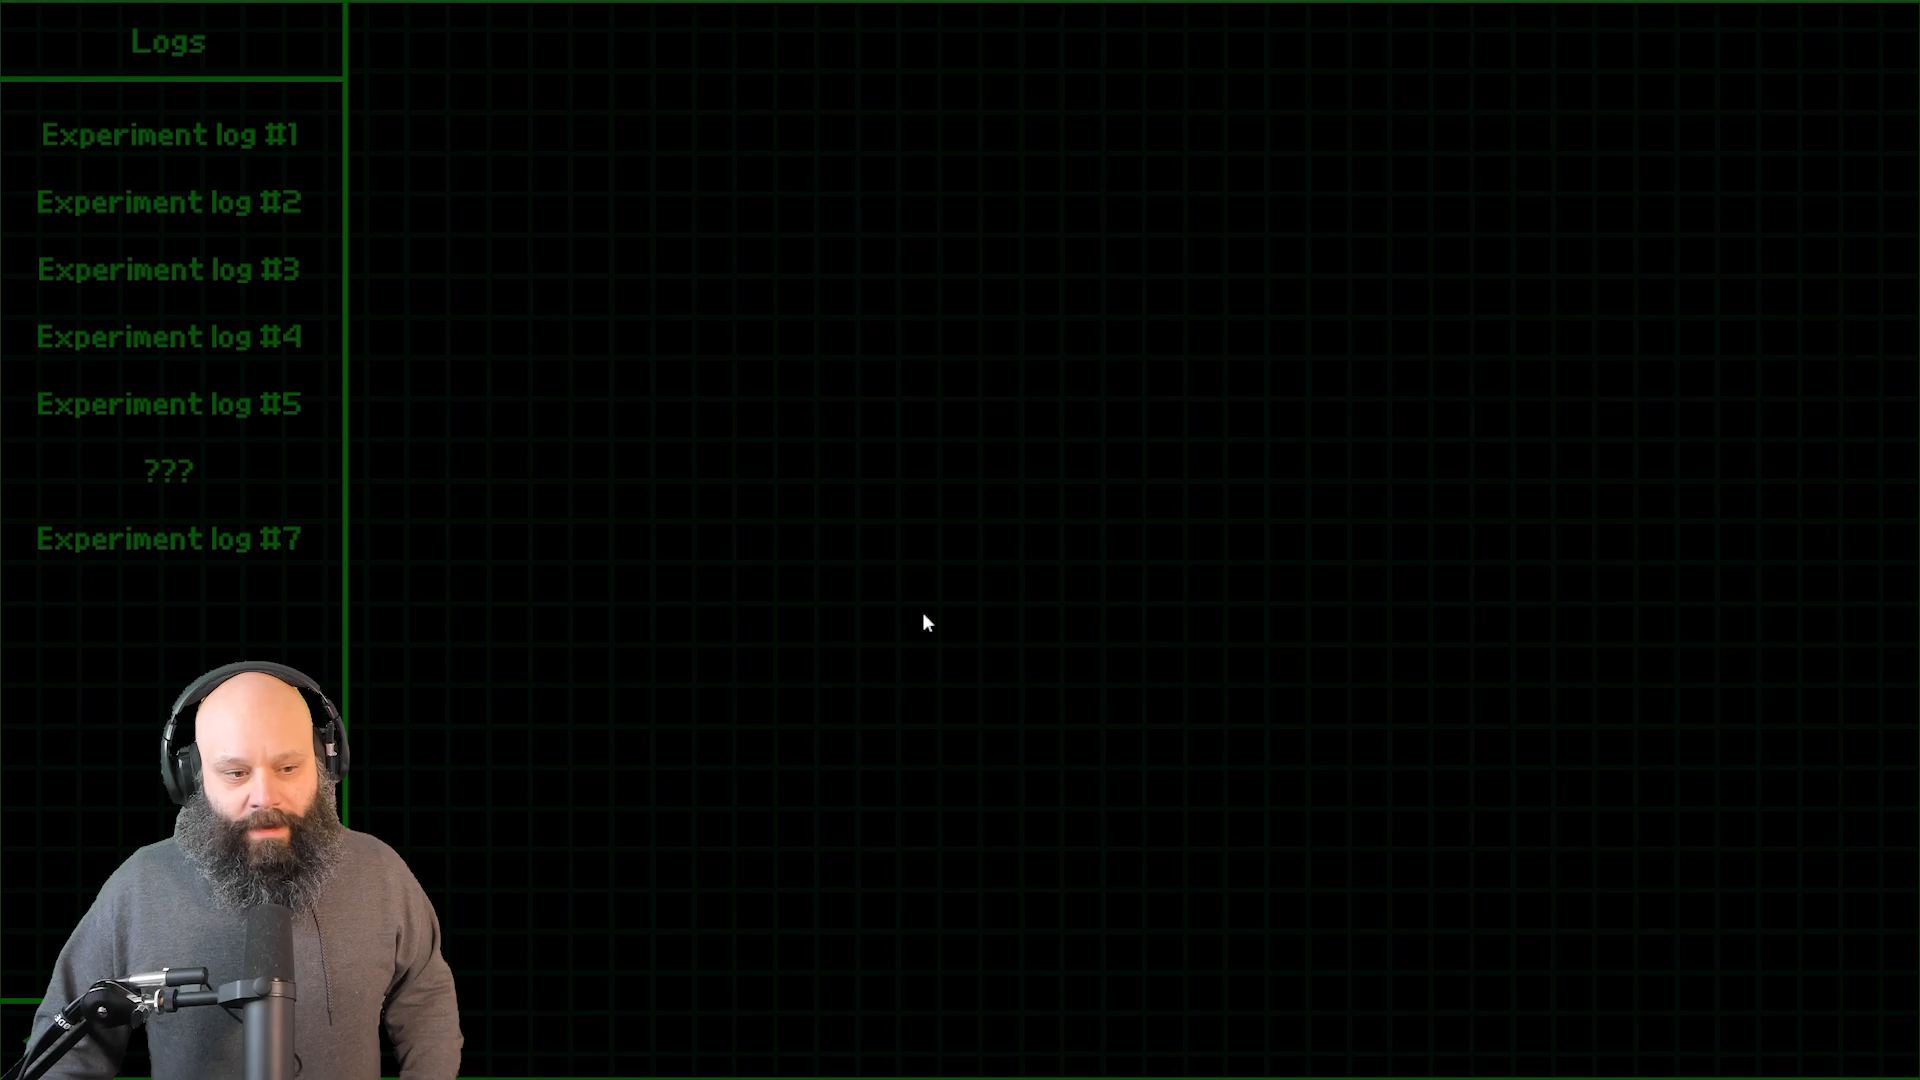 Logs
Experiment log #1
Experiment log #2
Experiment log #3
Experiment log #4
Experiment log #5
???
Experiment log #7